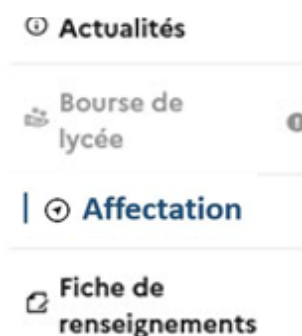 Actualités
Bourse de
lycée
Affectation
Fiche de
renseignements